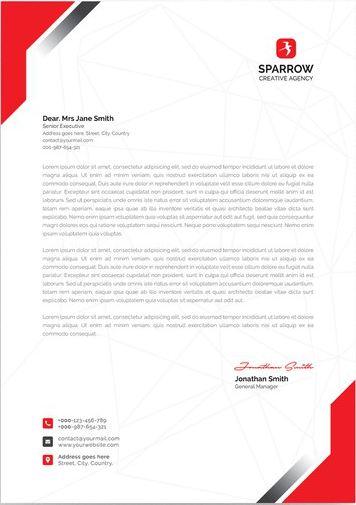 SPARROW
CREATIVE AGENCY
Dear. Mrs Jane Smith
Senior Executive
Address goes here, Street, City, Country
contact@yourmail.com
000-987-654-321
Lorem ipsum dolor sit amet, consectetur adipisicing elit, sed do eiusmod tempor incididunt ut labore et dolore
magna aliqua. Ut enim ad minim veniam, quis nostrud exercitation ullamco laboris nisi ut aliquip ex ea
commodo consequat. Duis aute irure dolor in reprehenderit in voluptate velit esse cillum dolore eu fugiat nulla
pariatur. Excepteur sint occaecat cupidatat non proident, sunt in culpa qui officia deserunt mollit anim id est
laborum. Sed ut perspiciatis unde omnis iste natus error sit voluptatem accusantium doloremque laudantium,
totam rem aperiam, eaque ipsa quae ab illo inventore veritatis et quasi architecto beatae vitae dicta sunt
explicabo. Nemo enim ipsam voluptatem quia voluptas sit aspernatur aut odit aut fugit, sed quia consequuntur
magni dolores eos qui ratione voluptatem sequi nesciunt. Neque porro voluptatem sequi nesciunt. Nemo enim
ipsam voluptatem quia voluptas.
Lorem ipsum dolor sit amet, consectetur adipisicing elit, sed do eiusmod tempor incididunt ut labore et dolore
magna aliqua. Ut enim ad minim veniam, quis nostrud exercitation ullamco laboris nisi ut aliquip ex ea
commodo consequat. Duis aute irure dolor in reprehenderit in voluptate velit esse cillum dolore eu fugiat nulla
pariatur. Excepteur sint occaecat cupidatat non proident, sunt in culpa qui officia deserunt mollit anim id est
laborum. Sed ut perspiciatis unde omnis iste natus error sit voluptatem accusantium doloremque laudantium,
totam rem aperiam, eaque ipsa quae ab illo inventore veritatis et quasi architecto beatae vitae dicta sunt
explicabo. Nemo enim ipsam voluptatem quia voluptas sit aspernatur aut odit aut.
Lorem ipsum dolor sit amet, consectetur adipisicing elit, sed do eiusmod tempor incididunt ut labore et dolore
magna aliqua. Ut enim ad minim veniam, quis nostrud exercitation ullamco laboris nisi ut aliquip ex ea
commodo consequat.
Jonathan Smith
Jonathan Smith
General Manager
+000-123-456-789
+000-987-654-321
contact@yourmail.com
www.yourwebsite.com
Address goes here
Street, City, Country,